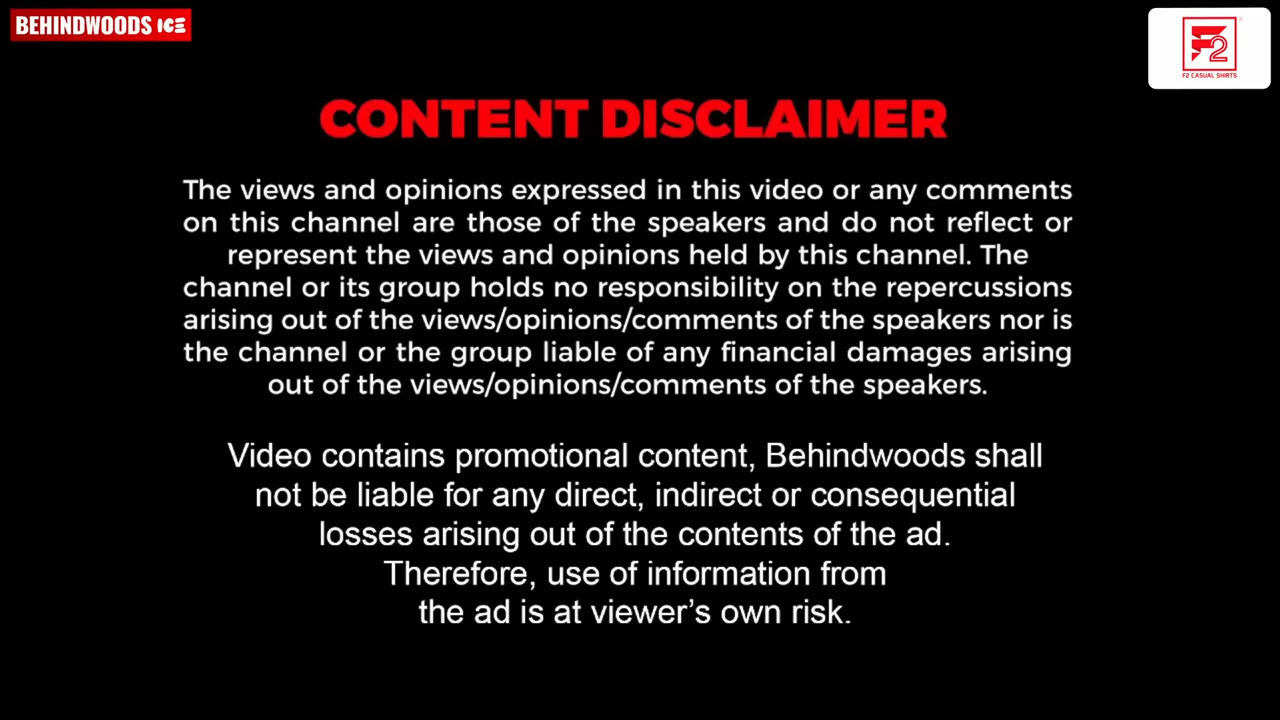 BEHINDWOODS ICE
F2
F2 CASUAL SHIRTS
CONTENT DISCLAIMER
The views and opinions expressed in this video or any comments
on this channel are those of the speakers and do not reflect or
represent the views and opinions held by this channel. The
channel or its group holds no responsibility on the repercussions
arising out of the views/opinions/comments of the speakers nor is
the channel or the group liable of any financial damages arising
out of the views/opinions/comments of the speakers.
Video contains promotional content, Behindwoods shall
not be liable for any direct, indirect or consequential
losses arising out of the contents of the ad.
Therefore, use of information from
the ad is at viewer’s own risk.